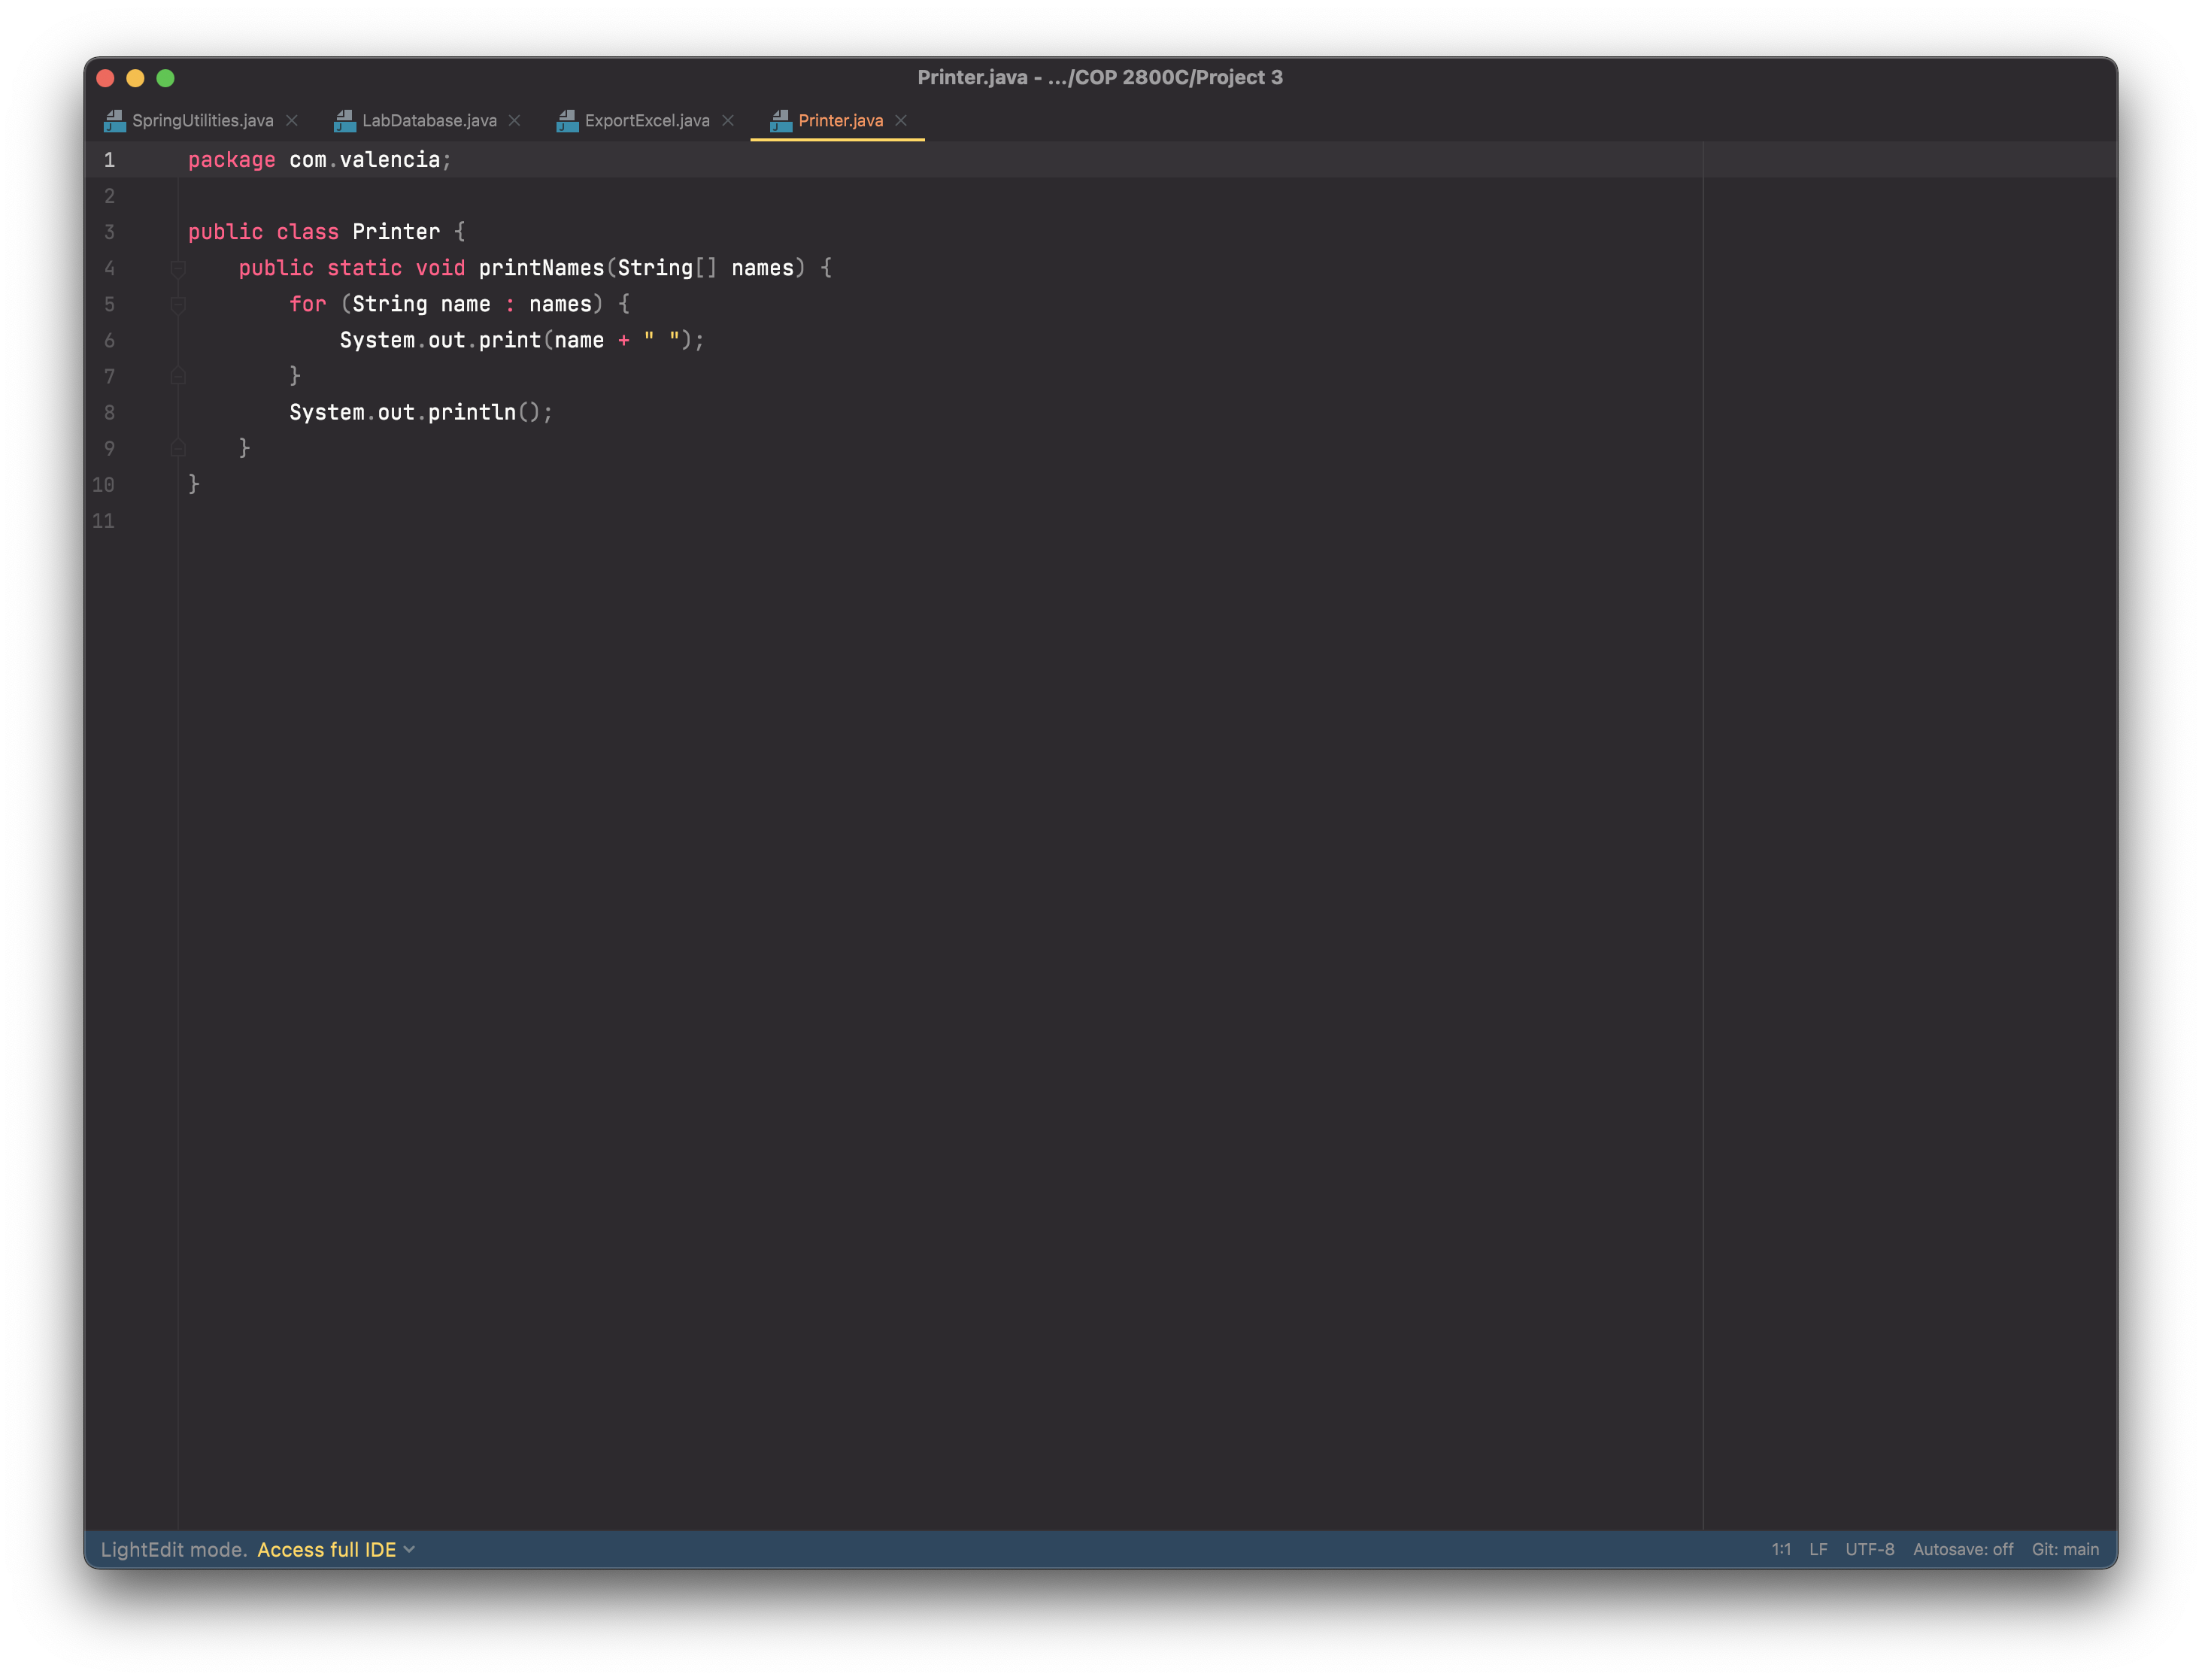 Printer.java - .../COP 2800C/Project 3
SpringUtilities.java LabDatabase.java ExportExcel.java Printer.java
1 package com.valencia;
2
3 public class Printer {
4     public static void printNames(String[] names) {
5         for (String name : names) {
6             System.out.print(name + " ");
7         }
8         System.out.println();
9     }
10 }
11
LightEdit mode. Access full IDE 1:1 LF UTF-8 Autosave: off Git: main